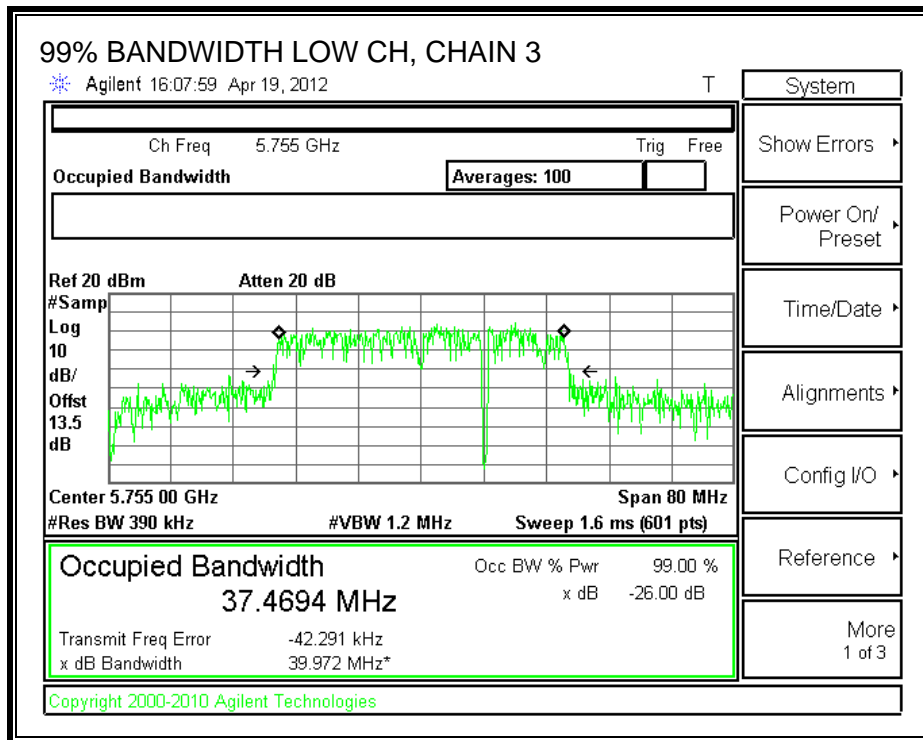 99% BANDWIDTH LOW CH, CHAIN 3
Agilent 16:07:59 Apr 19, 2012 T
Ch Freq 5.755 GHz Trig Free
Occupied Bandwidth Averages: 100
Ref 20 dBm Atten 20 dB
#Samp
Log
10
dB/
Offst
13.5
dB
Center 5.755 00 GHz Span 80 MHz
#Res BW 390 kHz #VBW 1.2 MHz Sweep 1.6 ms (601 pts)
Occupied Bandwidth Occ BW % Pwr 99.00 %
37.4694 MHz x dB -26.00 dB
Transmit Freq Error -42.291 kHz
x dB Bandwidth 39.972 MHz*
Copyright 2000-2010 Agilent Technologies
System
Show Errors
Power On/
Preset
Time/Date
Alignments
Config I/O
Reference
More
1 of 3